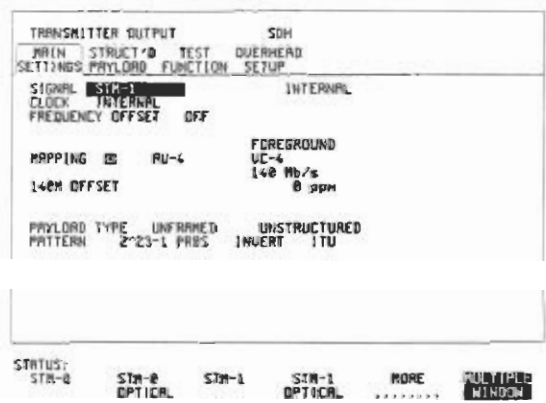 TRANSMITTER OUTPUT SDH
MAIN STRUCT'D TEST OVERHEAD
SETTINGS PAYLOAD FUNCTION SETUP
SIGNAL STM-1 INTERNAL
CLOCK INTERNAL
FREQUENCY OFFSET OFF
FOREGROUND
MAPPING AU-4 VC-4
140 Mb/s
140M OFFSET 0 ppm
PAYLOAD TYPE UNFRAMED UNSTRUCTURED
PATTERN 2^23-1 PRBS INVERT ITU
STATUS:
STM-0 STM-0 STM-1 STM-1 MORE MULTIPLE
OPTICAL OPTICAL ........ WINDOW